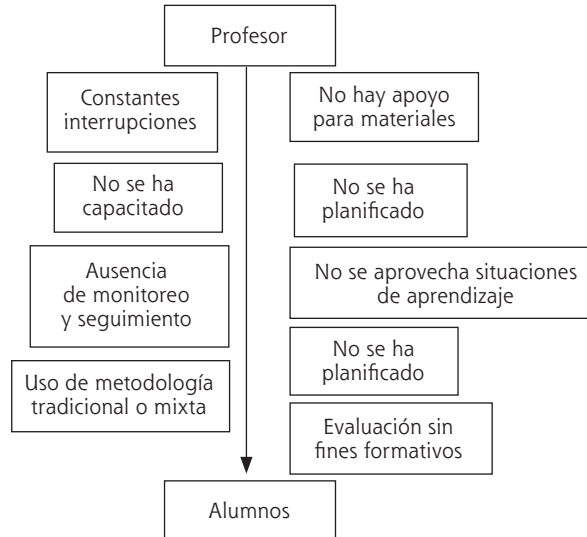 Profesor
Constantes
interrupciones
No hay apoyo
para materiales
No se ha
capacitado
No se ha
planificado
Ausencia
de monitoreo
y seguimiento
No se aprovecha situaciones
de aprendizaje
No se ha
planificado
Uso de metodología
tradicional o mixta
Evaluación sin
fines formativos
Alumnos